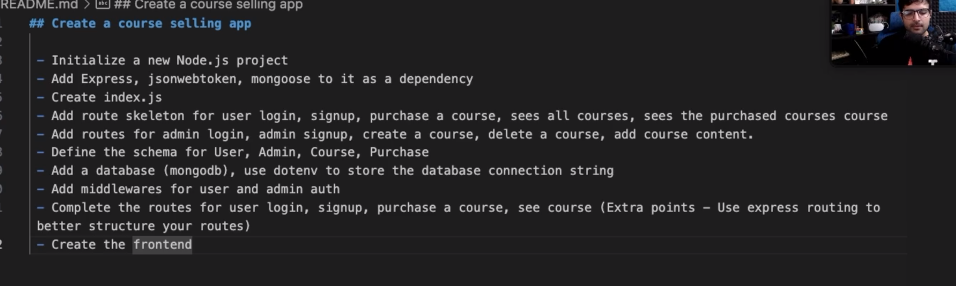 README.md > ## Create a course selling app
## Create a course selling app
- Initialize a new Node.js project
- Add Express, jsonwebtoken, mongoose to it as a dependency
- Create index.js
- Add route skeleton for user login, signup, purchase a course, sees all courses, sees the purchased courses course
- Add routes for admin login, admin signup, create a course, delete a course, add course content.
- Define the schema for User, Admin, Course, Purchase
- Add a database (mongodb), use dotenv to store the database connection string
- Add middlewares for user and admin auth
- Complete the routes for user login, signup, purchase a course, see course (Extra points - Use express routing to
better structure your routes)
- Create the frontend